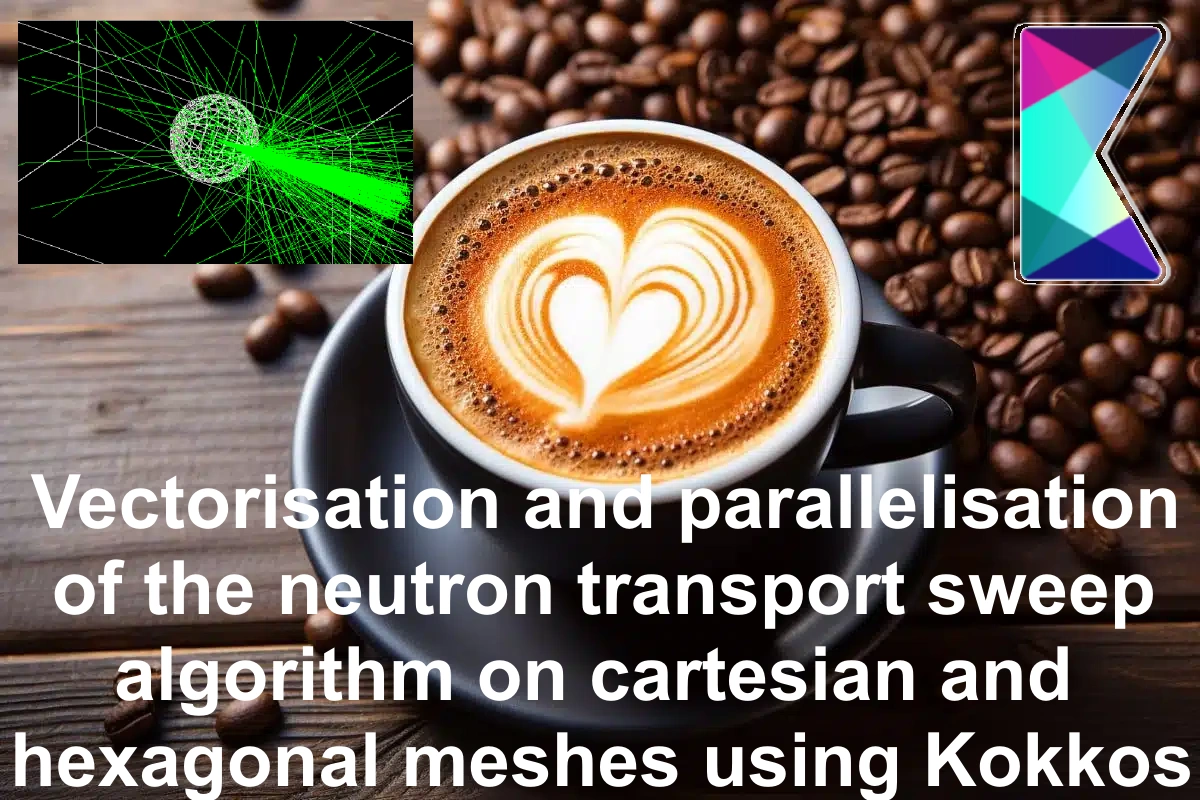 Vectorisation and parallelisation
of the neutron transport sweep
algorithm on cartesian and
hexagonal meshes using Kokkos